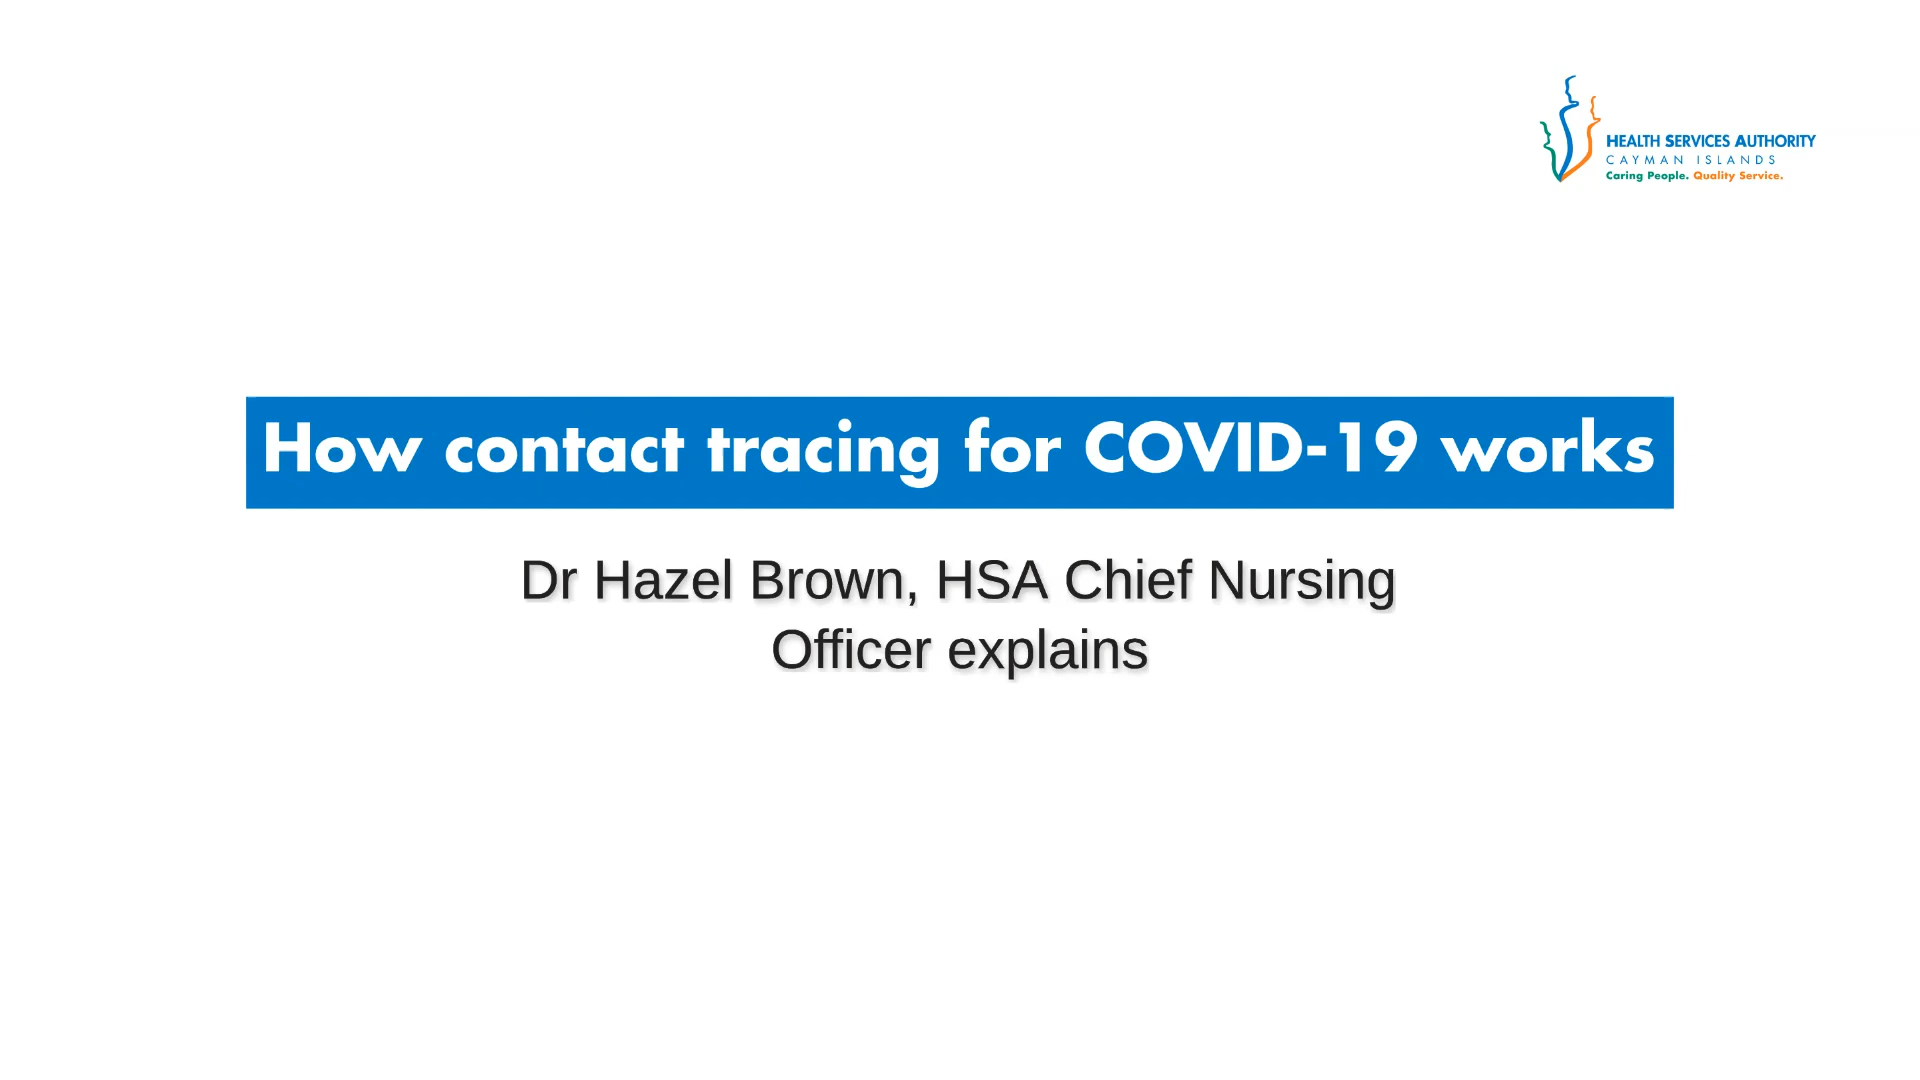 HEALTH SERVICES AUTHORITY
CAYMAN ISLANDS
Caring People. Quality Service.
How contact tracing for COVID-19 works
Dr Hazel Brown, HSA Chief Nursing
Officer explains